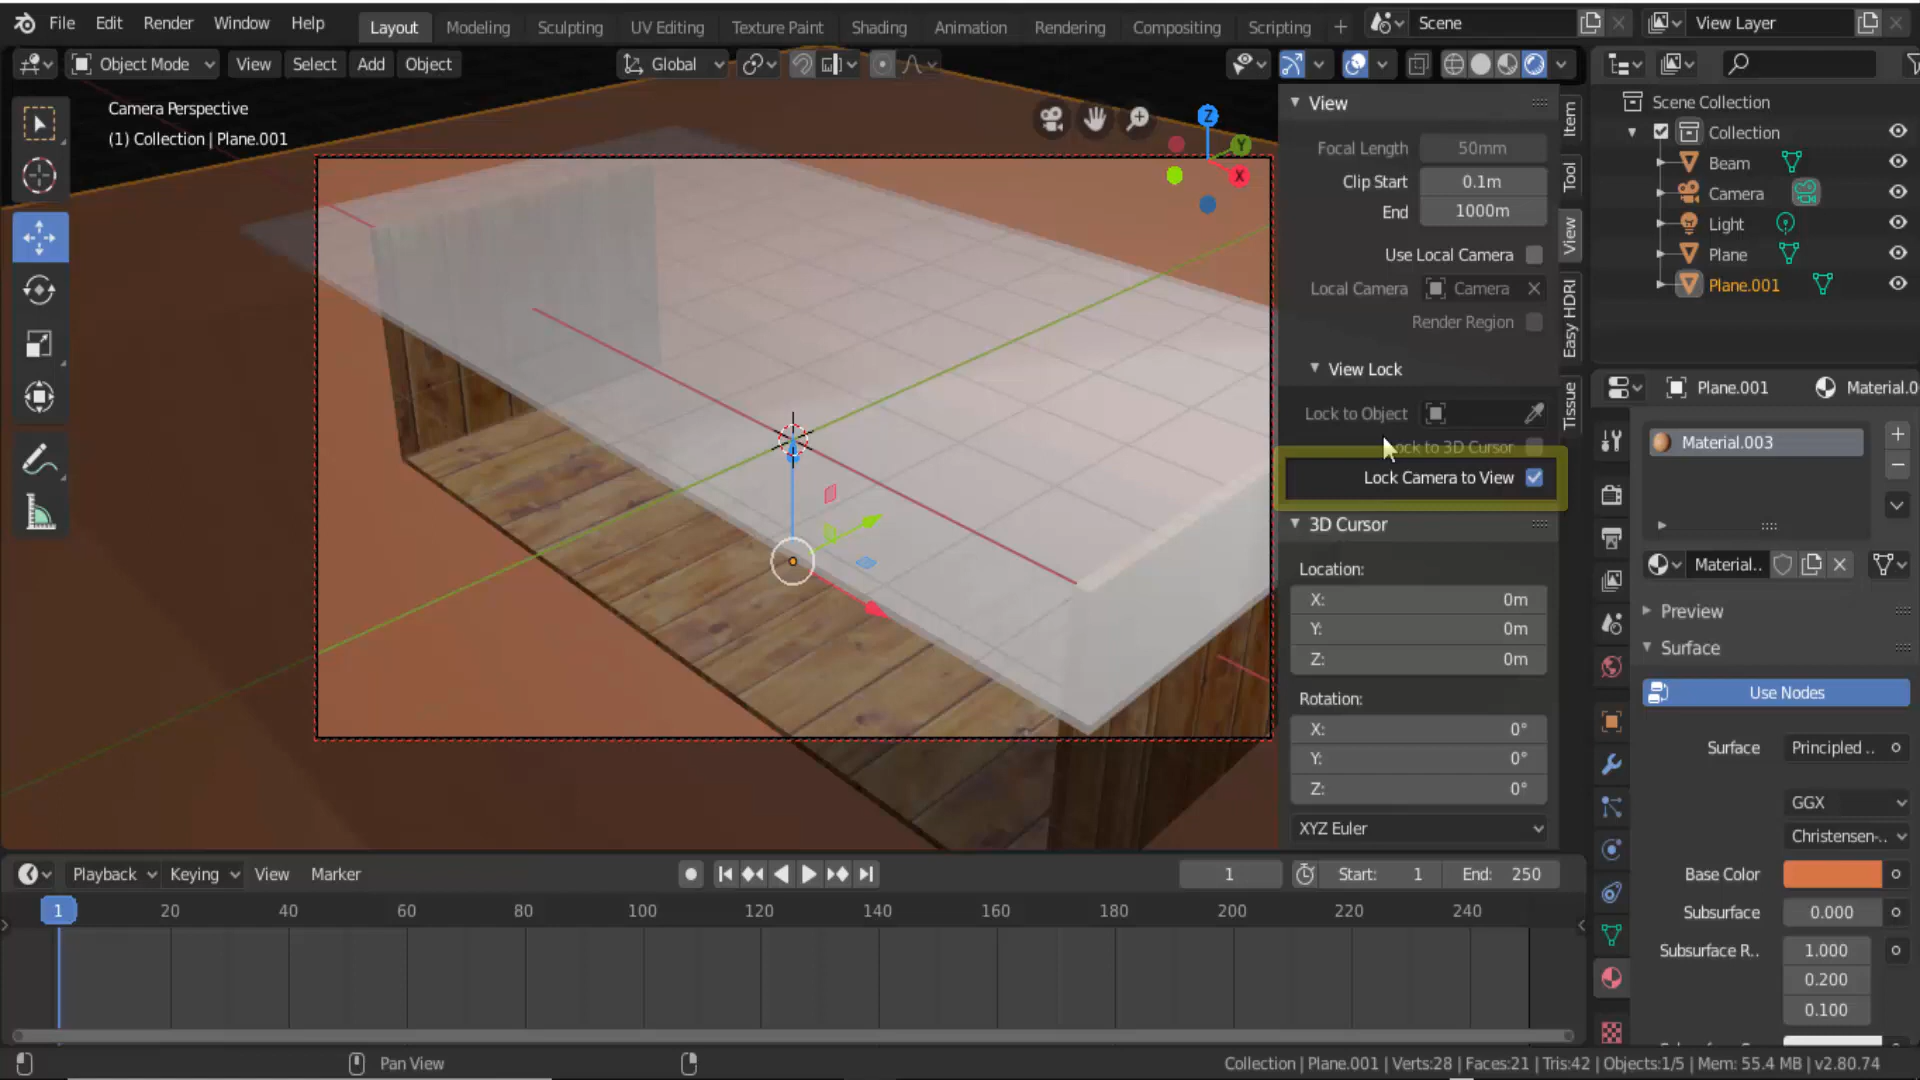 File Edit Render Window Help Layout Modeling Sculpting UV Editing Texture Paint Shading Animation Rendering Compositing Scripting + Scene View Layer
Object Mode View Select Add Object Global
Camera Perspective
(1) Collection | Plane.001
Z
Y
X
View
Focal Length 50mm
Clip Start 0.1m
End 1000m
Use Local Camera
Local Camera Camera
Render Region
View Lock
Lock to Object
ock to 3D Cursor
Lock Camera to View
3D Cursor
Location:
X: 0m
Y: 0m
Z: 0m
Rotation:
X: 0°
Y: 0°
Z: 0°
XYZ Euler
Item
Tool
View
Easy HDRI
Tissue
Scene Collection
Collection
Beam
Camera
Light
Plane
Plane.001
Plane.001 Material.0
Material.003
Material..
Preview
Surface
Use Nodes
Surface Principled ..
GGX
Christensen-..
Base Color
Subsurface 0.000
Subsurface R.. 1.000
0.200
0.100
Playback Keying View Marker 1 Start: 1 End: 250
1 20 40 60 80 100 120 140 160 180 200 220 240
Pan View Collection | Plane.001 | Verts:28 | Faces:21 | Tris:42 | Objects:1/5 | Mem: 55.4 MB | v2.80.74